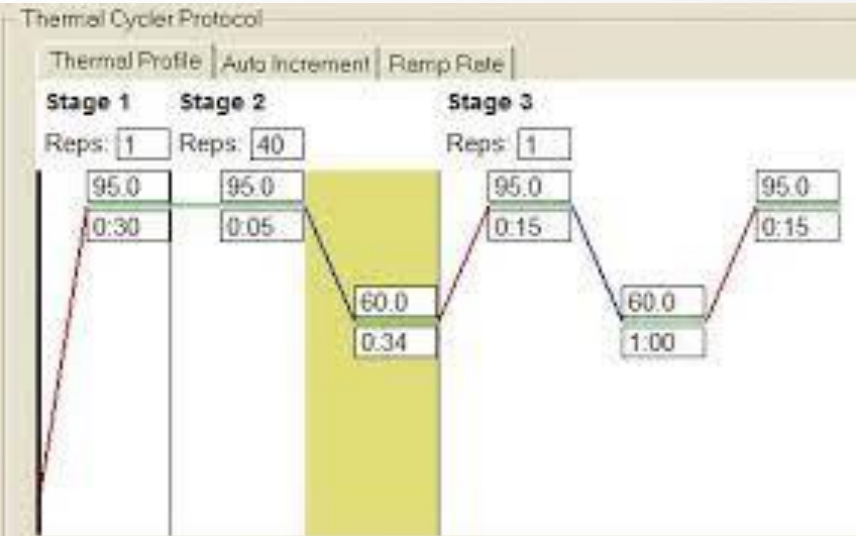 Thermal Cycler Protocol
Thermal Profile Auto Increment Ramp Rate
Stage 1 Stage 2 Stage 3
Reps: 1 Reps: 40 Reps: 1
95.0 95.0 95.0 95.0
0:30 0:05 0:15 0:15
60.0 60.0
0:34 1:00